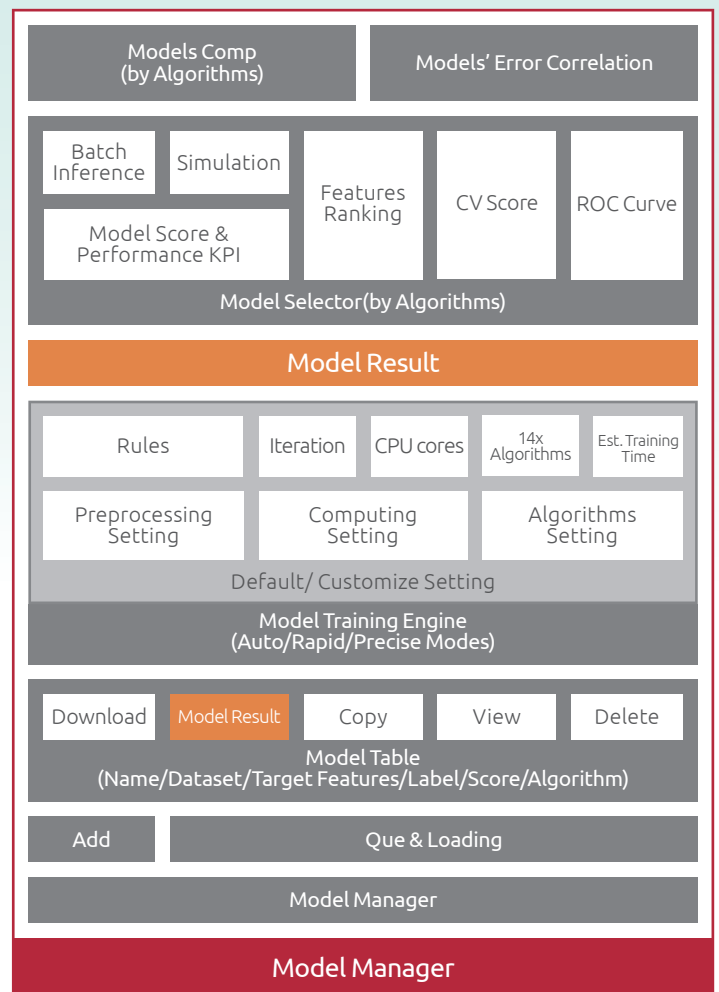 Models Comp
(by Algorithms)
Models' Error Correlation
Batch
Inference
Simulation
Features
Ranking
CV Score
ROC Curve
Model Score &
Performance KPI
Model Selector(by Algorithms)
Model Result
Rules
Iteration
CPU cores
14x
Algorithms
Est. Training
Time
Preprocessing
Setting
Computing
Setting
Algorithms
Setting
Default/ Customize Setting
Model Training Engine
(Auto/Rapid/Precise Modes)
Download
Model Result
Copy
View
Delete
Model Table
(Name/Dataset/Target Features/Label/Score/Algorithm)
Add
Que & Loading
Model Manager
Model Manager